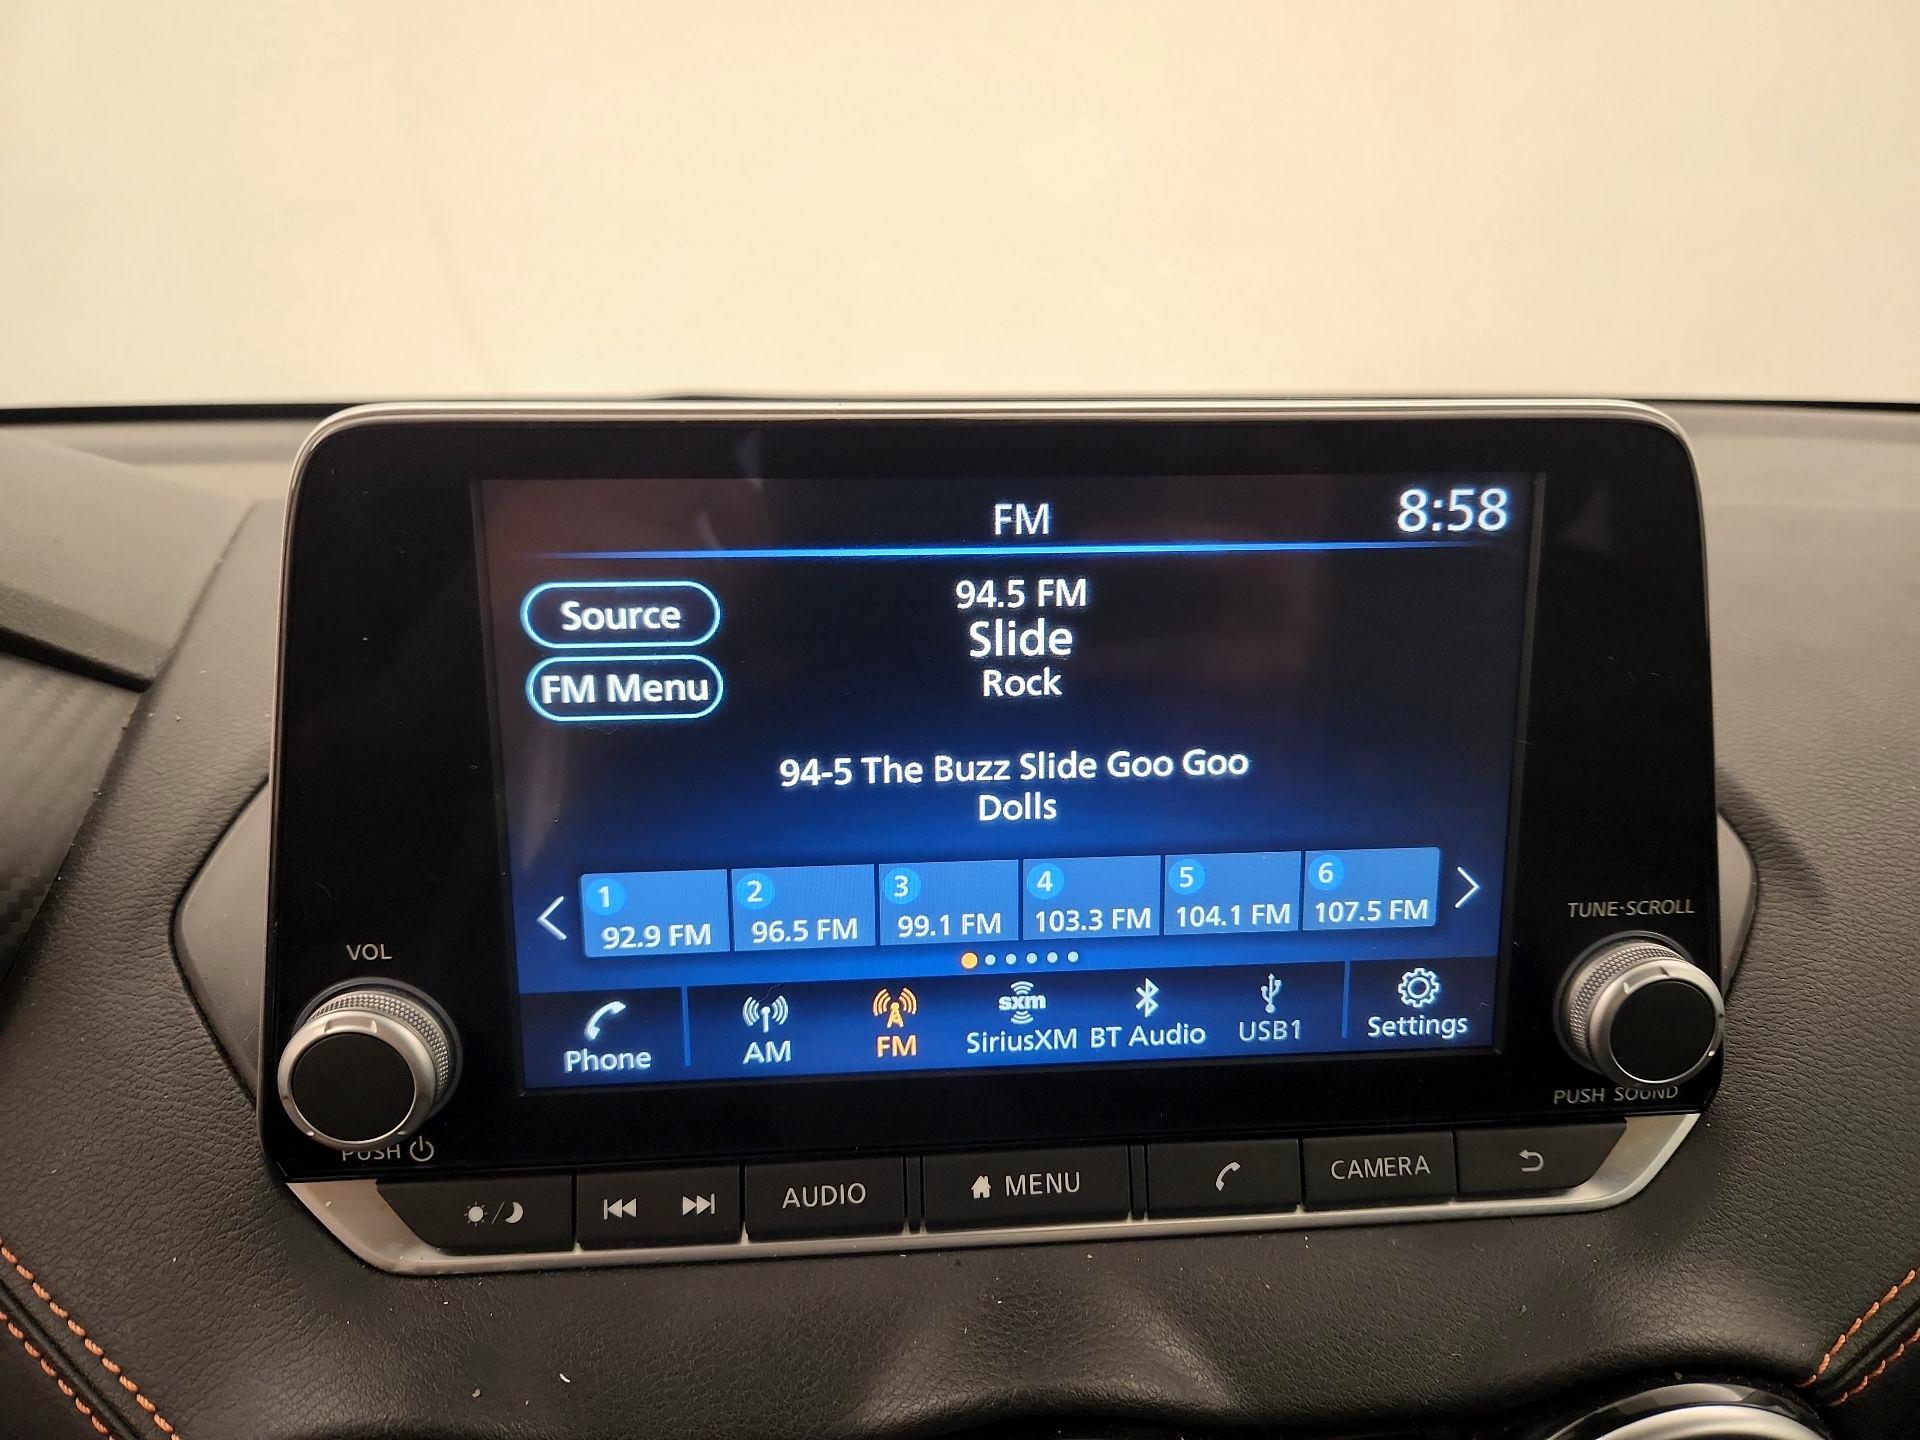 FM
8:58
Source
94.5 FM
Slide
Rock
FM Menu
94-5 The Buzz Slide Goo Goo
Dolls
1
92.9 FM
2
96.5 FM
3
99.1 FM
4
103.3 FM
5
104.1 FM
6
107.5 FM
Phone
AM
FM
sxm
SiriusXM
BT Audio
USB1
Settings
VOL
PUSH
TUNE·SCROLL
PUSH SOUND
AUDIO
MENU
CAMERA